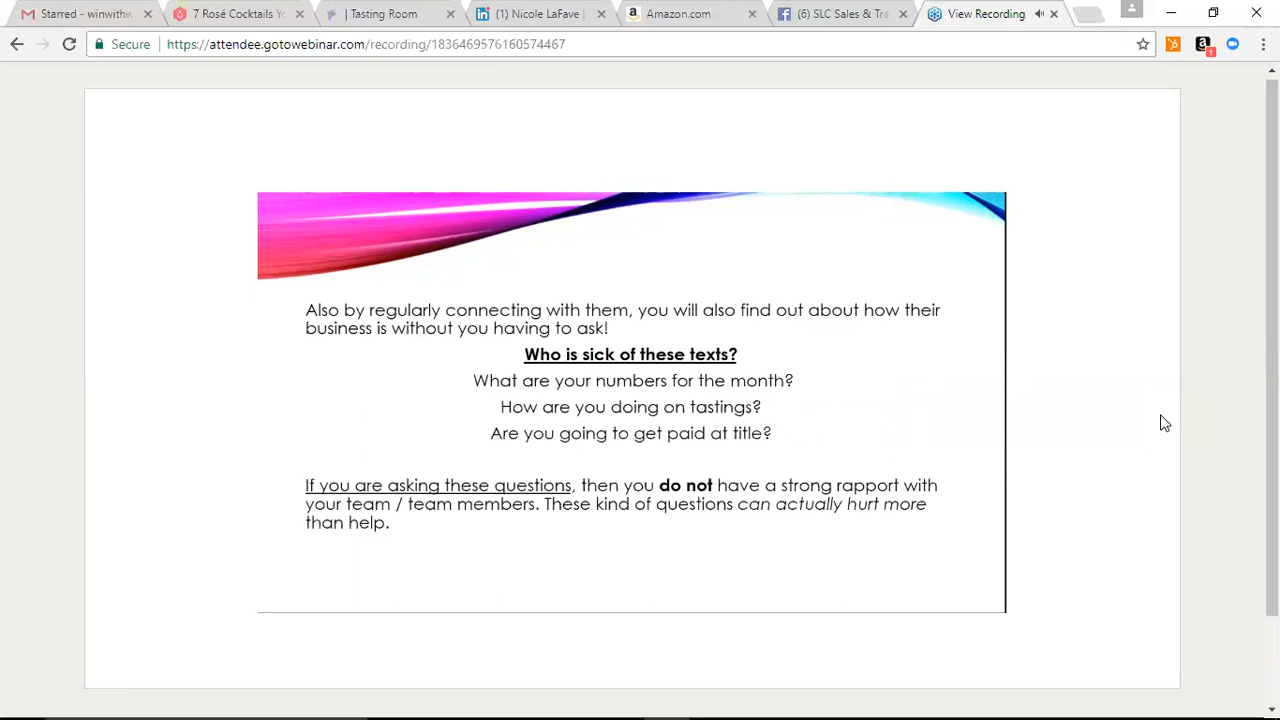 Starred - winwithw
7 Rosé Cocktails Yo
| Tasting Room
(1) Nicole LaFave |
Amazon.com
(6) SLC Sales & Tra
View Recording
Secure
https://attendee.gotowebinar.com/recording/1836459576160574467
1
Also by regularly connecting with them, you will also find out about how their
business is without you having to ask!
Who is sick of these texts?
What are your numbers for the month?
How are you doing on tastings?
Are you going to get paid at title?
If you are asking these questions, then you do not have a strong rapport with
your team / team members. These kind of questions can actually hurt more
than help.